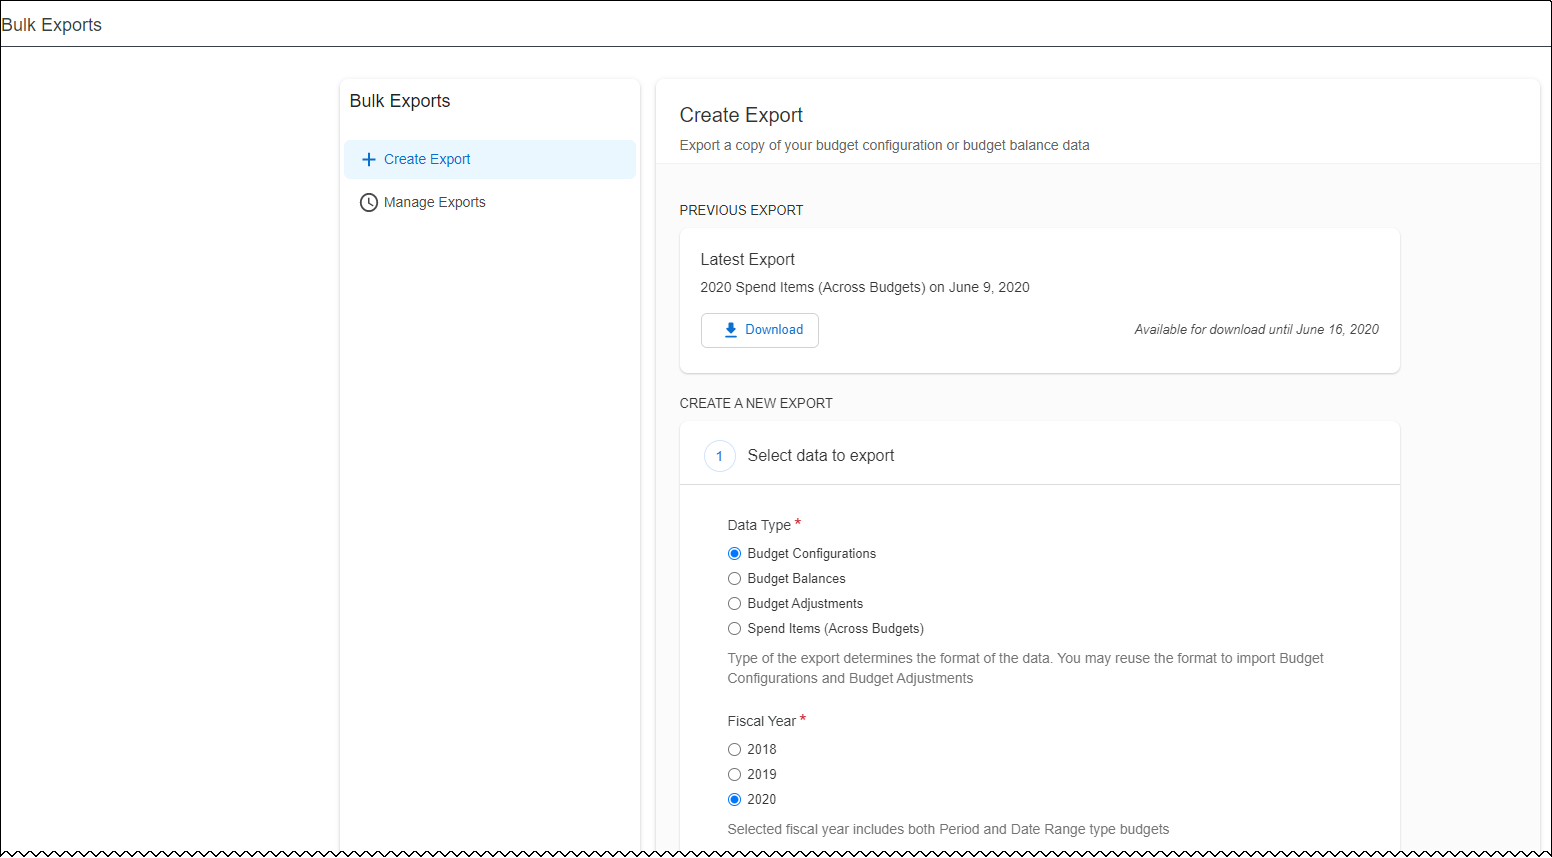 Bulk Exports
Bulk Exports
Create Export
Manage Exports
Create Export
Export a copy of your budget configuration or budget balance data
PREVIOUS EXPORT
Latest Export
2020 Spend Items (Across Budgets) on June 9, 2020
Download
Available for download until June 16, 2020
CREATE A NEW EXPORT
1 Select data to export
Data Type *
Budget Configurations
Budget Balances
Budget Adjustments
Spend Items (Across Budgets)
Type of the export determines the format of the data. You may reuse the format to import Budget
Configurations and Budget Adjustments
Fiscal Year *
2018
2019
2020
Selected fiscal year includes both Period and Date Range type budgets